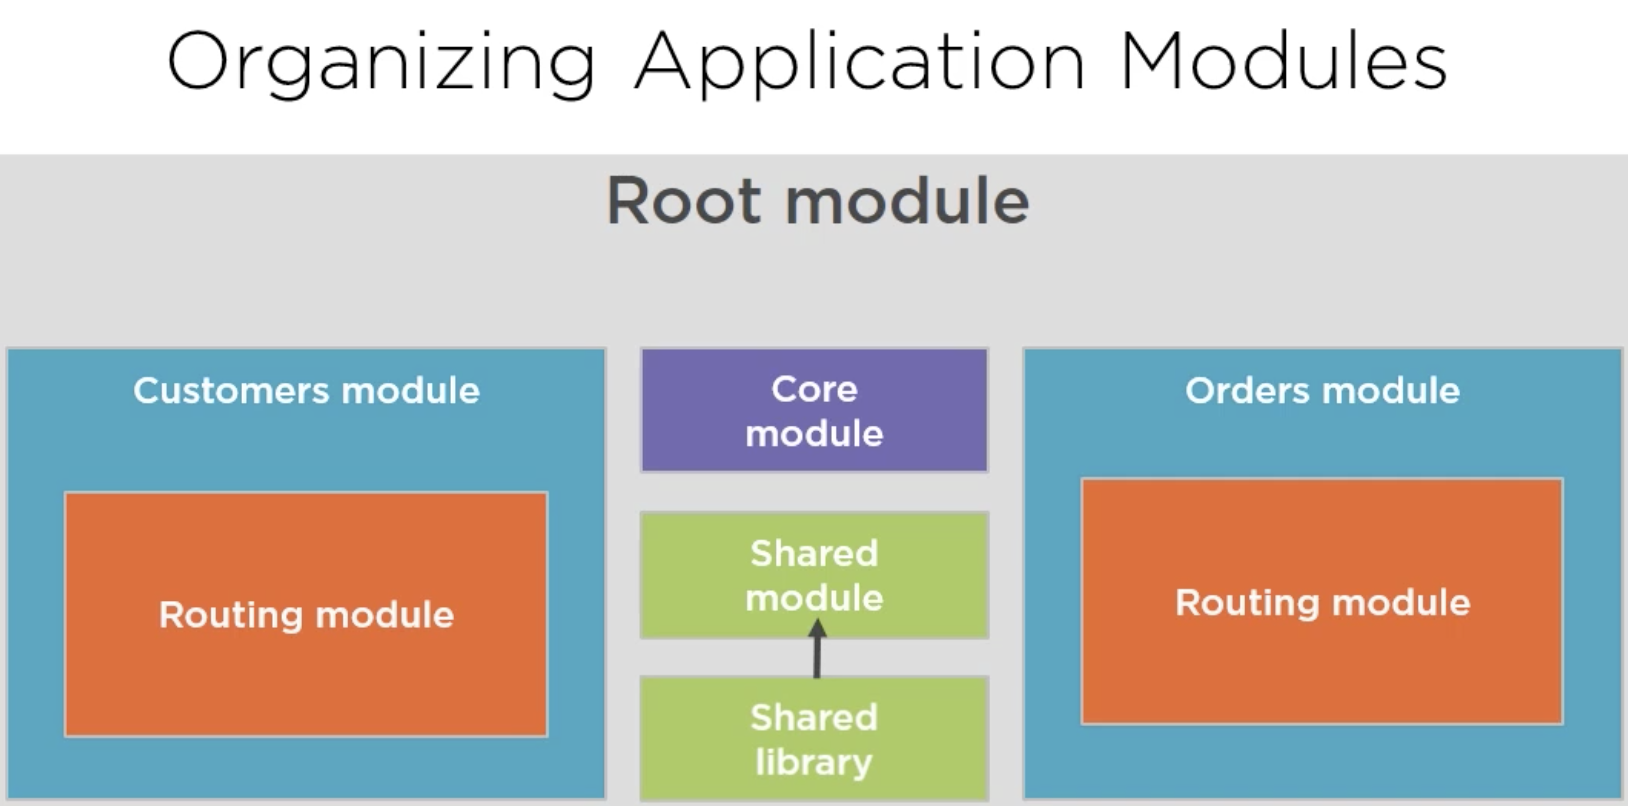 Organizing Application Modules
Root module
Customers module
Routing module
Core
module
Shared
module
Shared
library
Orders module
Routing module